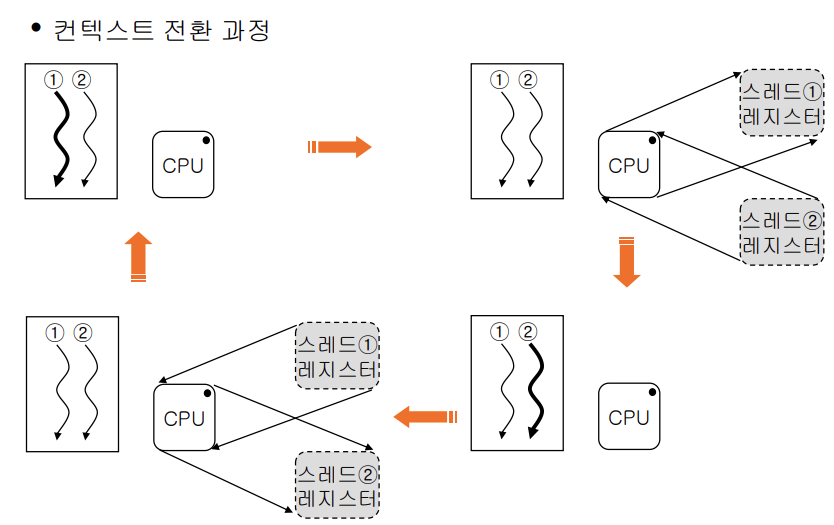 • 컨텍스트 전환 과정
① ②
CPU
① ②
CPU
스레드①
레지스터
스레드②
레지스터
① ②
CPU
스레드①
레지스터
스레드②
레지스터
① ②
CPU